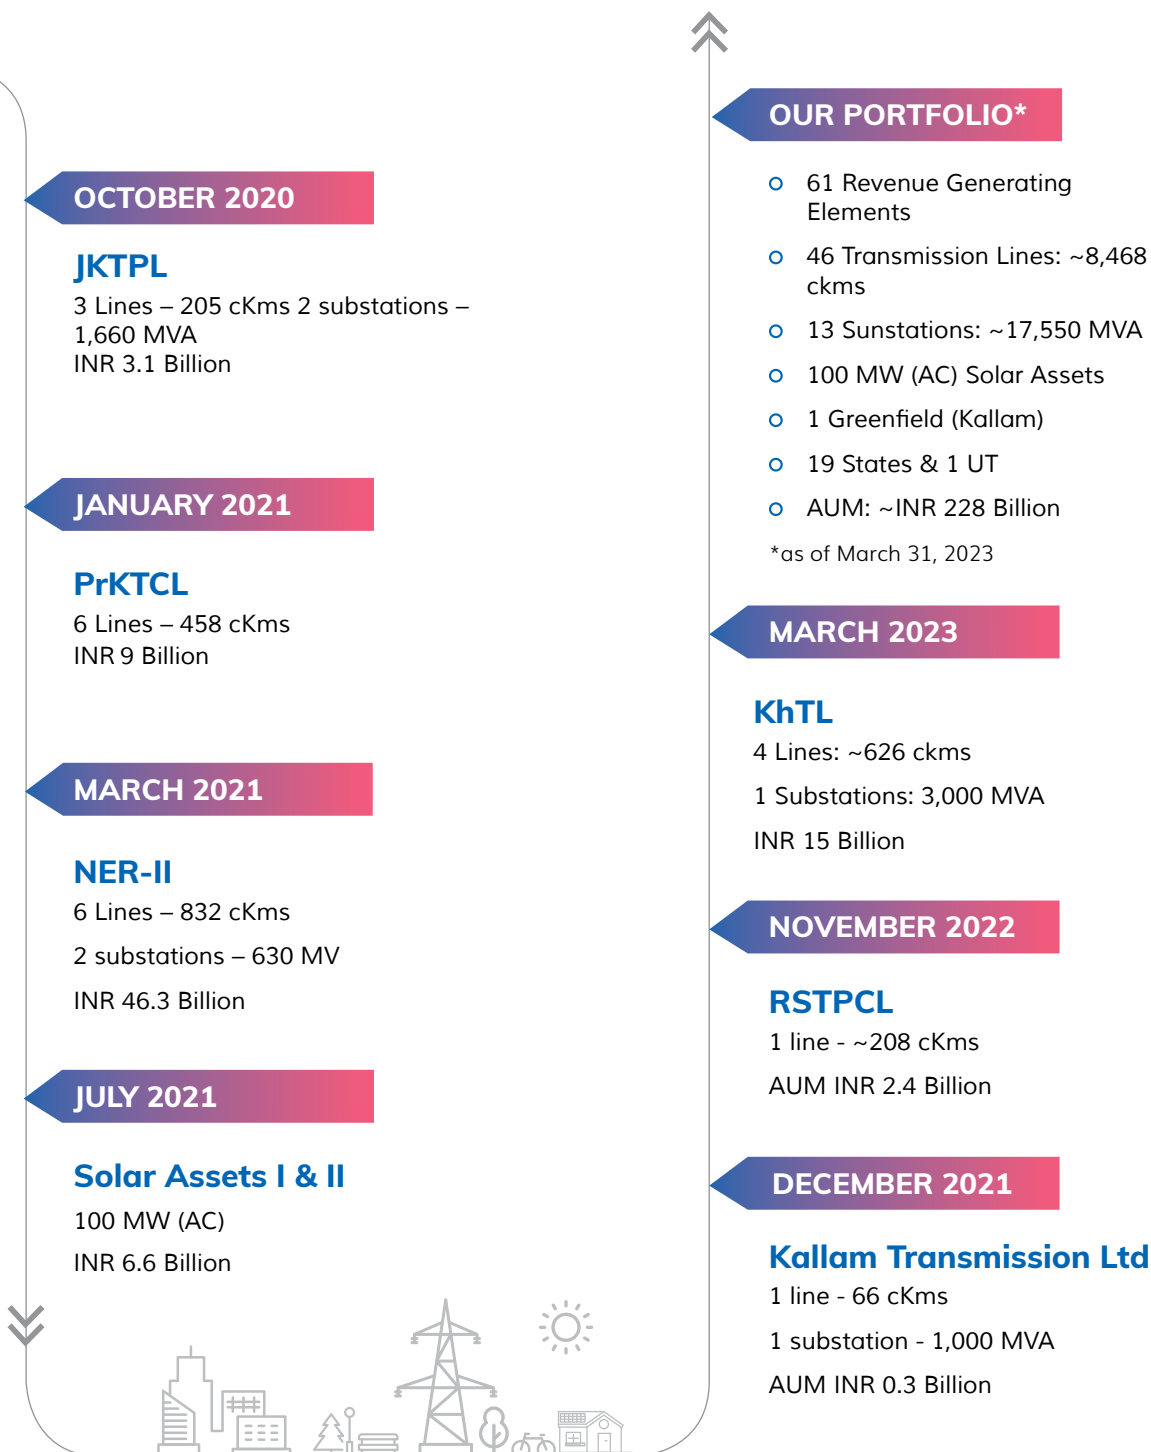 OCTOBER 2020
JKTPL
3 Lines – 205 cKms 2 substations –
1,660 MVA
INR 3.1 Billion
JANUARY 2021
PrKTCL
6 Lines – 458 cKms
INR 9 Billion
MARCH 2021
NER-II
6 Lines – 832 cKms
2 substations – 630 MV
INR 46.3 Billion
JULY 2021
Solar Assets I & II
100 MW (AC)
INR 6.6 Billion
OUR PORTFOLIO*
61 Revenue Generating
Elements
46 Transmission Lines: ~8,468
ckms
13 Sunstations: ~17,550 MVA
100 MW (AC) Solar Assets
1 Greenfield (Kallam)
19 States & 1 UT
AUM: ~INR 228 Billion
*as of March 31, 2023
MARCH 2023
KhTL
4 Lines: ~626 ckms
1 Substations: 3,000 MVA
INR 15 Billion
NOVEMBER 2022
RSTPCL
1 line - ~208 cKms
AUM INR 2.4 Billion
DECEMBER 2021
Kallam Transmission Ltd
1 line - 66 cKms
1 substation - 1,000 MVA
AUM INR 0.3 Billion